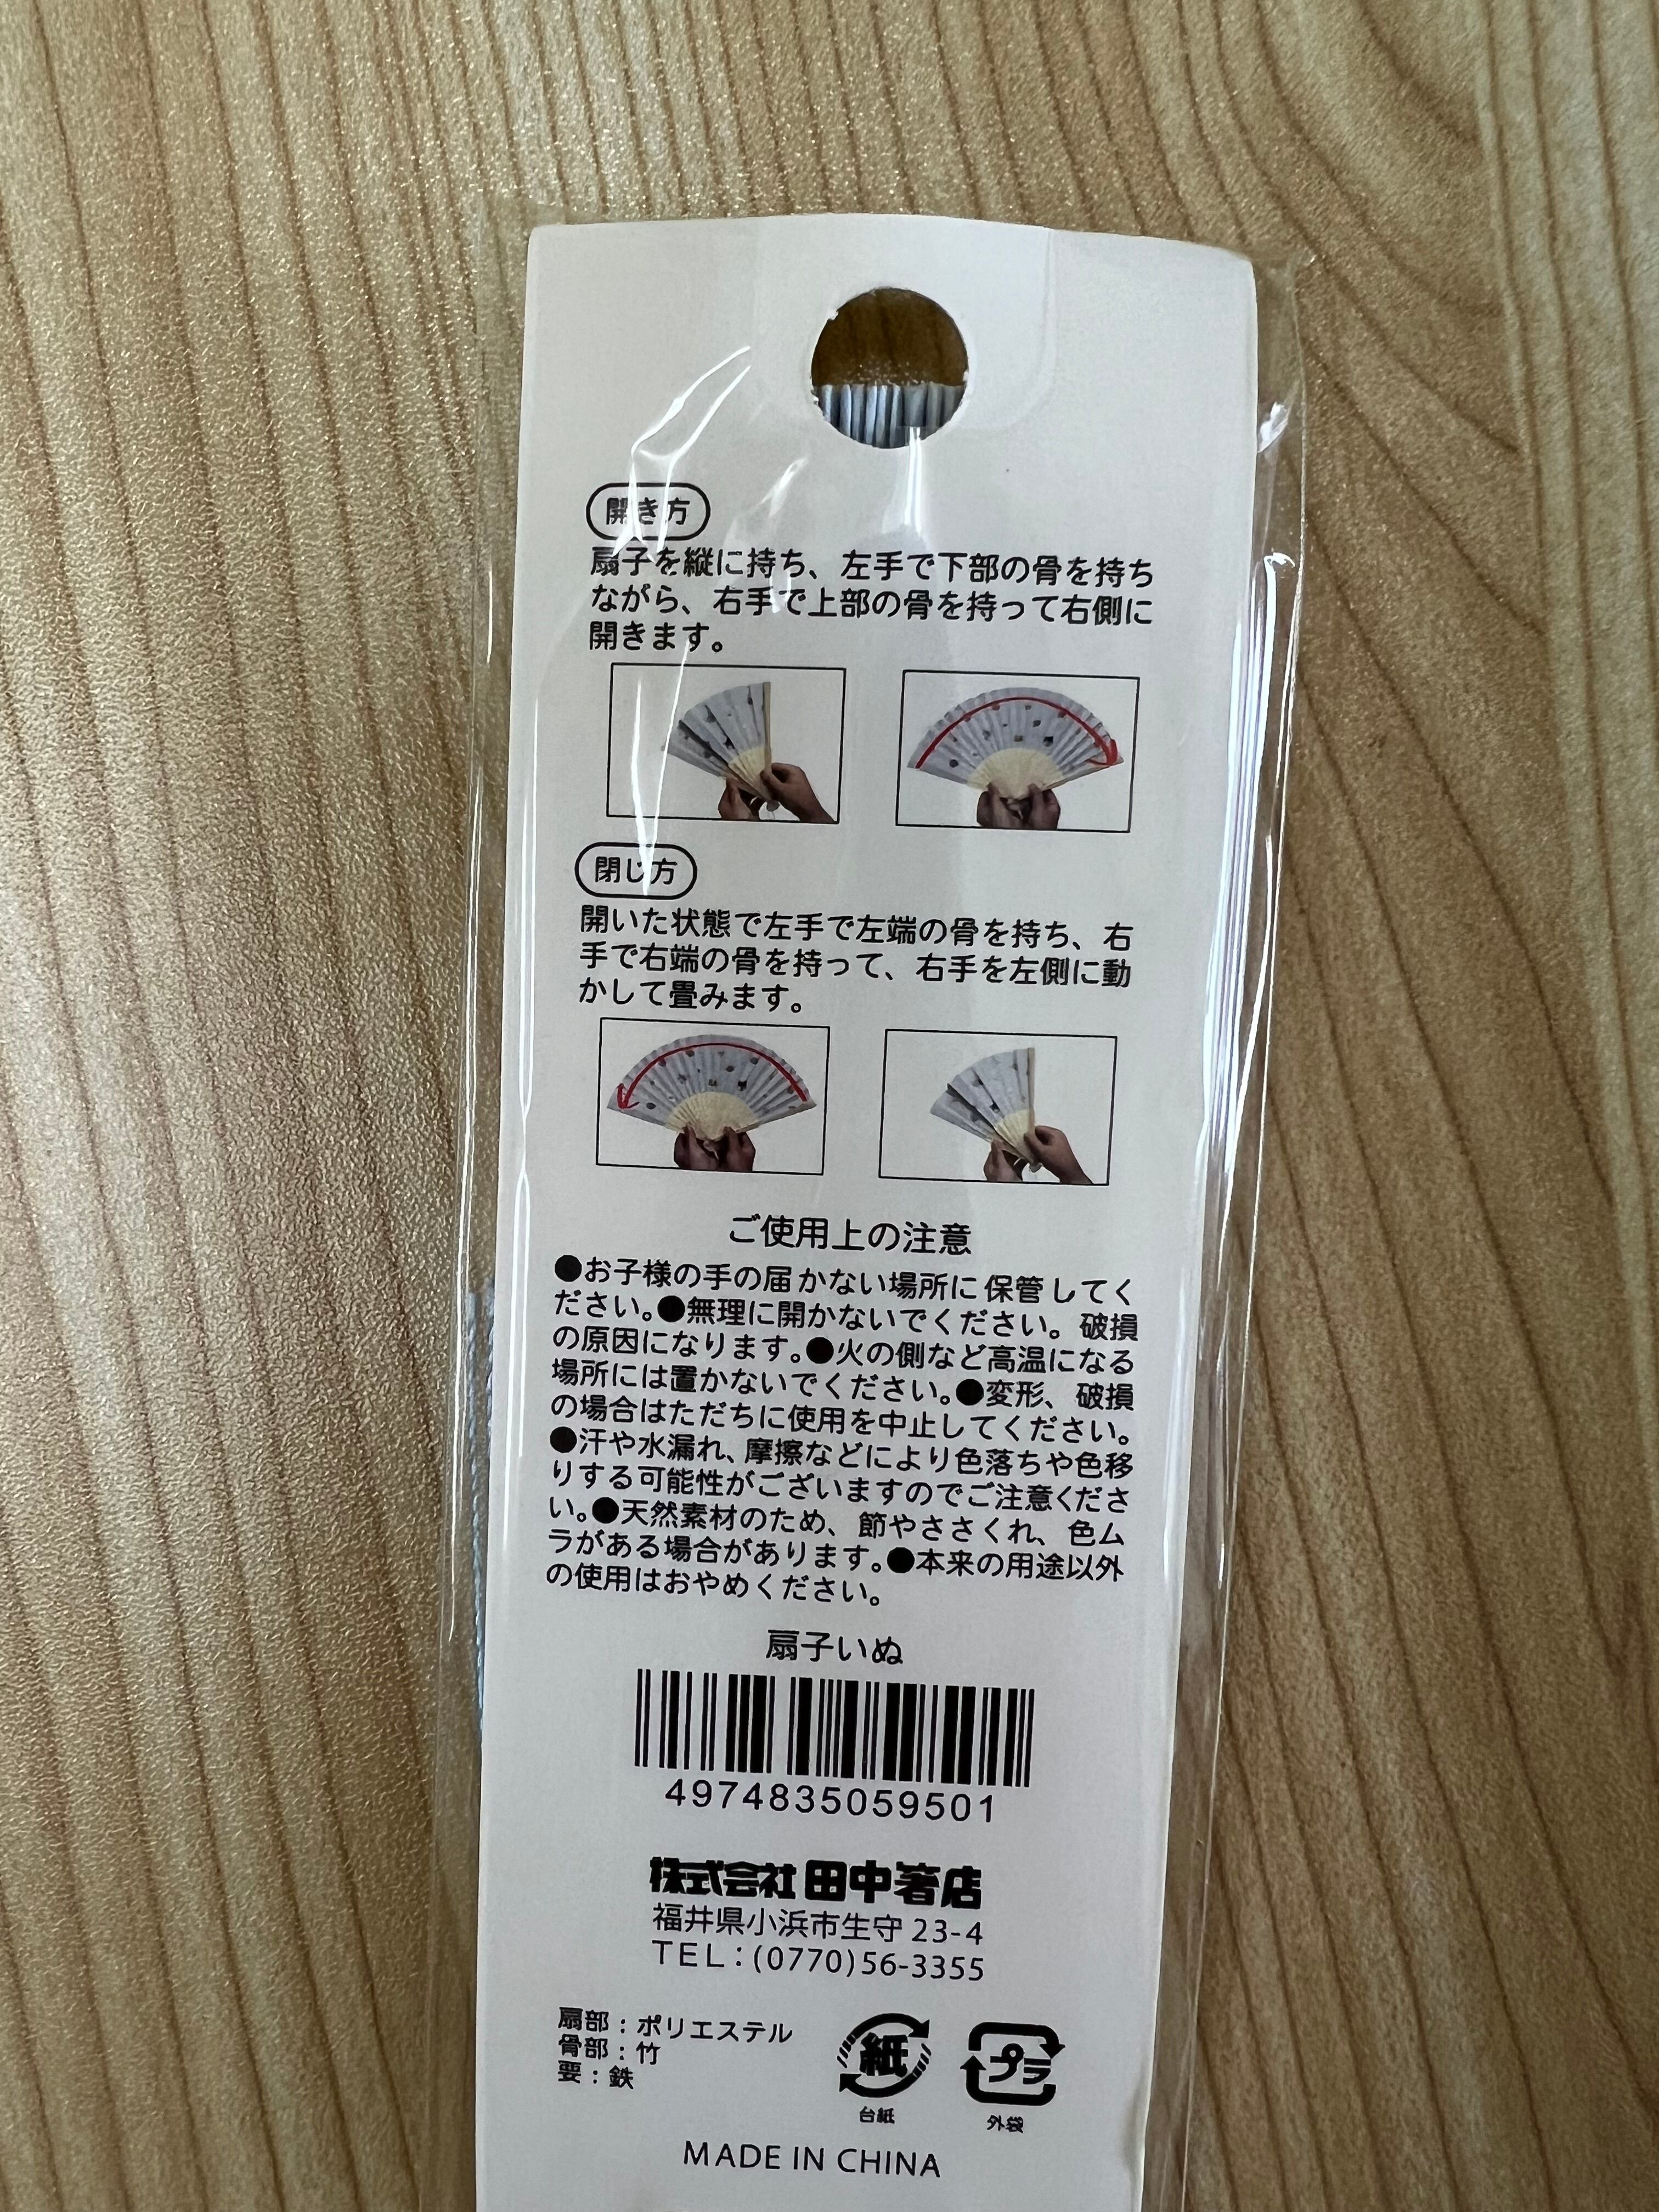 開き方
扇子を縦に持ち、左手で下部の骨を持ち
ながら、右手で上部の骨を持って右側に
開きます。
閉じ方
開いた状態で左手で左端の骨を持ち、右
手で右端の骨を持って、右手を左側に動
かして畳みます。
ご使用上の注意
●お子様の手の届かない場所に保管してく
ださい。●無理に開かないでください。破損
の原因になります。●火の側など高温になる
場所には置かないでください。●変形、破損
の場合はただちに使用を中止してください。
●汗や水漏れ、摩擦などにより色落ちや色移
りする可能性がございますのでご注意くださ
い。●天然素材のため、節やささくれ、色ム
ラがある場合があります。●本来の用途以外
の使用はおやめください。
扇子いぬ
4974835059501
株式会社田中箸店
福井県小浜市生守 23-4
TEL：(0770)56-3355
扇部：ポリエステル
骨部：竹
要：鉄
紙
台紙
プラ
外袋
MADE IN CHINA